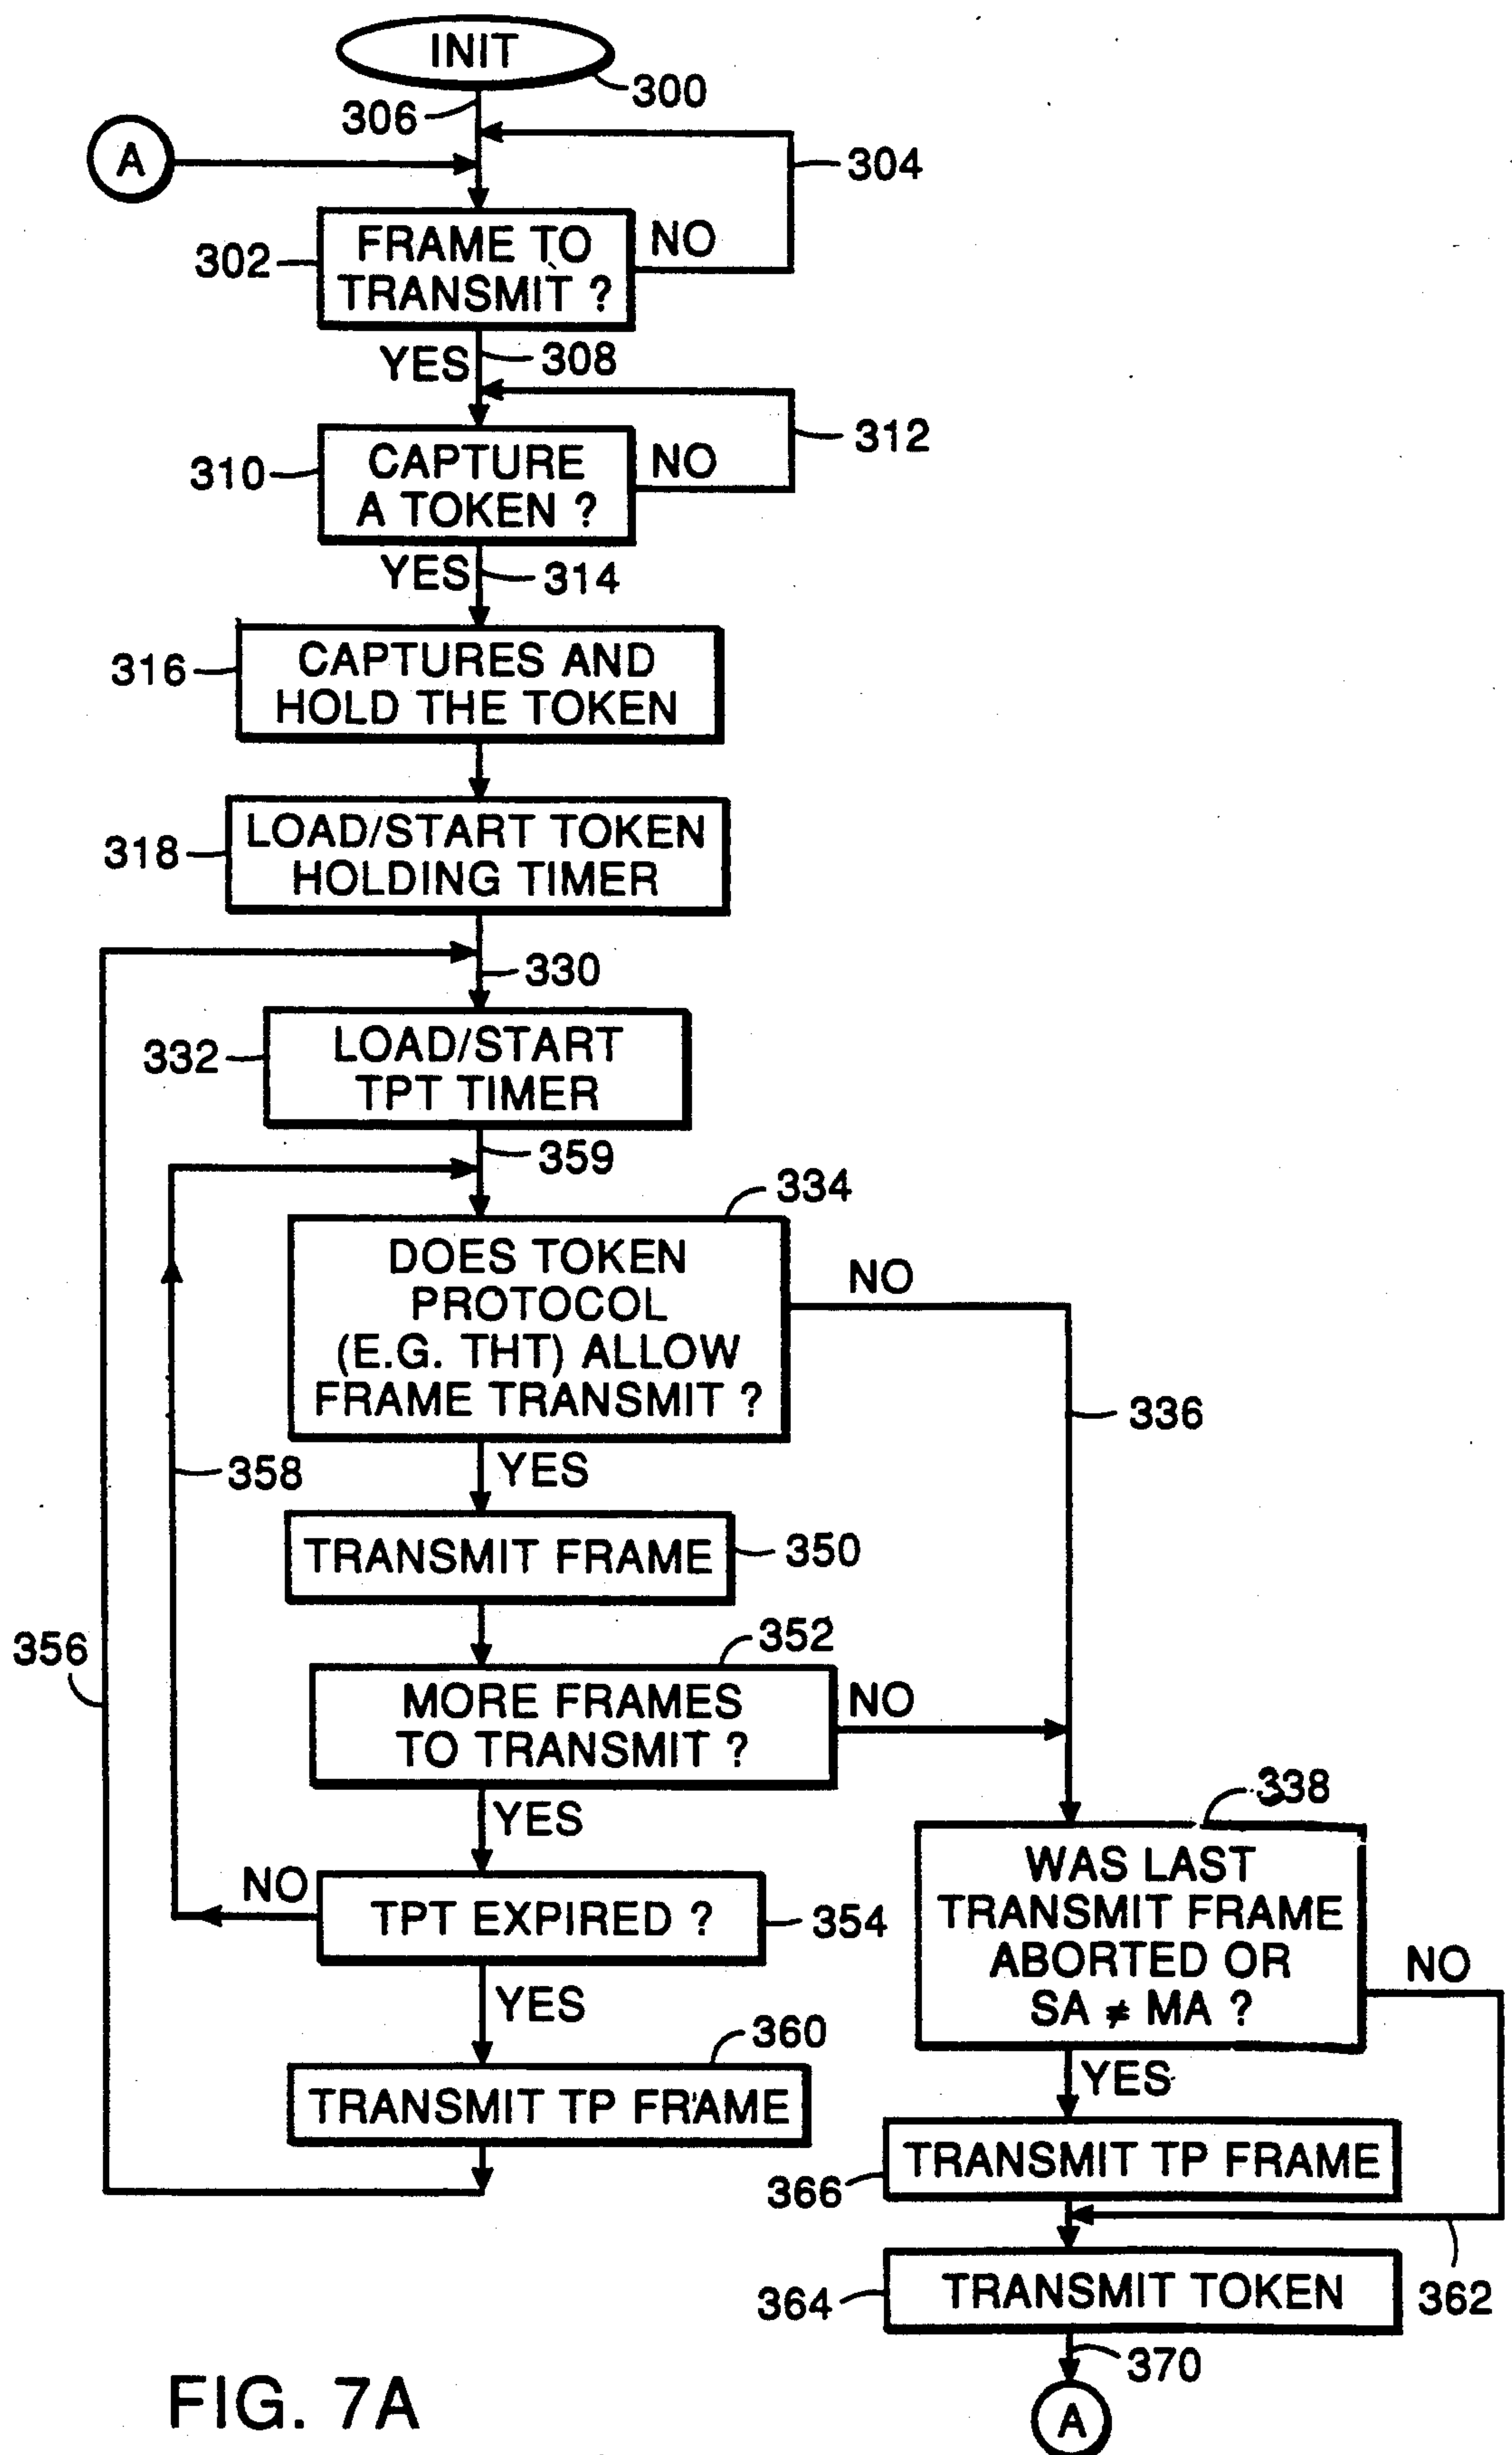 INIT
300
306
A
304
302
FRAME TO
TRANSMIT ?
NO
YES
308
312
310
CAPTURE
A TOKEN ?
NO
YES
314
316
CAPTURES AND
HOLD THE TOKEN
318
LOAD/START TOKEN
HOLDING TIMER
330
332
LOAD/START
TPT TIMER
359
334
DOES TOKEN
PROTOCOL
(E.G. THT) ALLOW
FRAME TRANSMIT ?
NO
336
YES
358
TRANSMIT FRAME
350
356
352
MORE FRAMES
TO TRANSMIT ?
NO
YES
338
WAS LAST
TRANSMIT FRAME
ABORTED OR
SA ≠ MA ?
NO
NO
TPT EXPIRED ?
354
YES
360
TRANSMIT TP FRAME
YES
366
TRANSMIT TP FRAME
364
TRANSMIT TOKEN
362
370
A
FIG. 7A